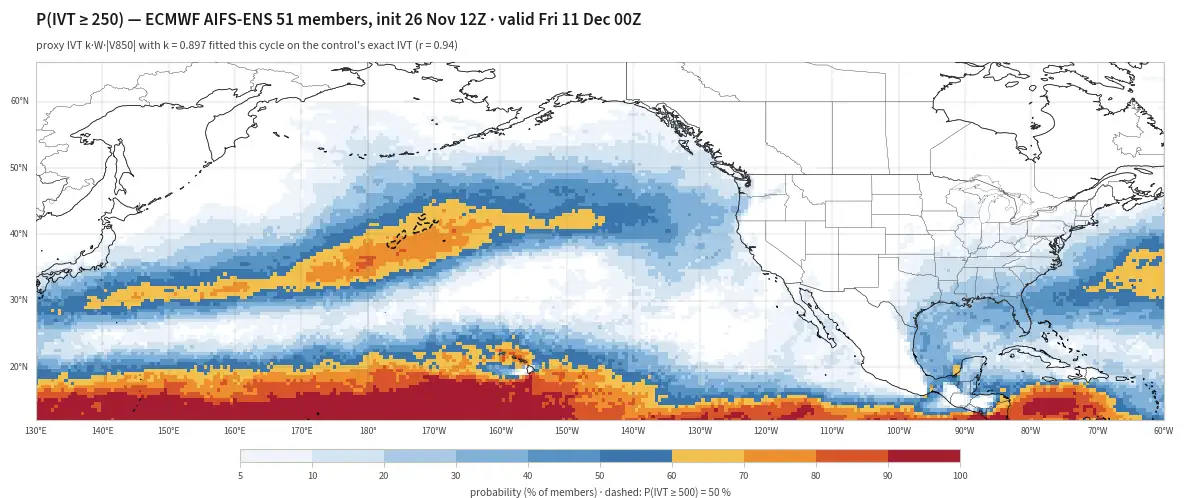 P(IVT ≥ 250) — ECMWF AIFS-ENS 51 members, init 26 Nov 12Z · valid Fri 11 Dec 00Z
proxy IVT k·W·|V850| with k = 0.897 fitted this cycle on the control's exact IVT (r = 0.94)
60°N
50°N
40°N
30°N
20°N
130°E 140°E 150°E 160°E 170°E 180° 170°W 160°W 150°W 140°W 130°W 120°W 110°W 100°W 90°W 80°W 70°W 60°W
5 10 20 30 40 50 60 70 80 90 100
probability (% of members) · dashed: P(IVT ≥ 500) = 50 %